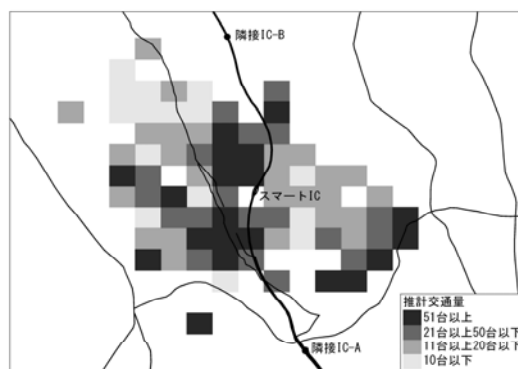 隣接IC-B
スマートIC
推計交通量
51台以上
21台以上50台以下
11台以上20台以下
10台以下
隣接IC-A